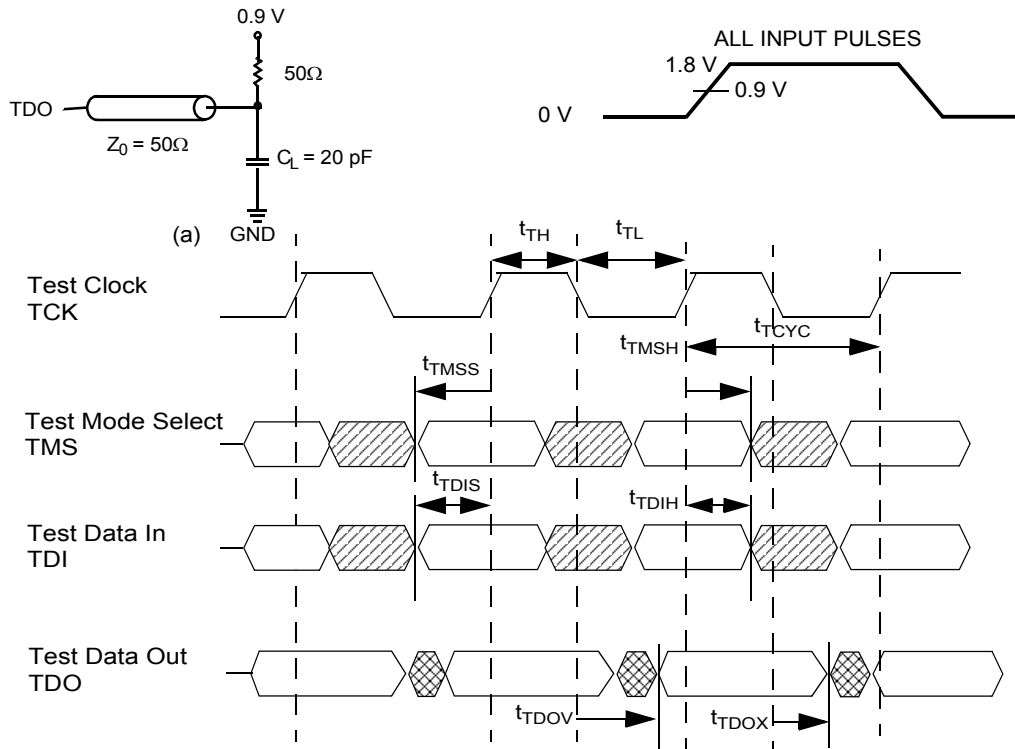 0.9 V
ALL INPUT PULSES
50Ω
1.8 V
0.9 V
TDO
0 V
Z0 = 50Ω
CL = 20 pF
(a)
GND
tTH
tTL
Test Clock
TCK
tTCYC
tTMSH
tTMSS
Test Mode Select
TMS
tTDIS
tTDIH
Test Data In
TDI
Test Data Out
TDO
tTDOV
tTDOX